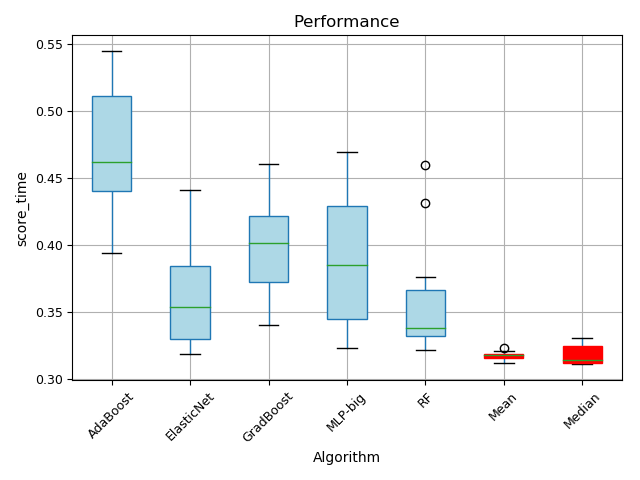 Performance
0.55
0.50
0.45
0.40
0.35
0.30
score_time
AdaBoost
ElasticNet
GradBoost
MLP-big
RF
Mean
Median
Algorithm